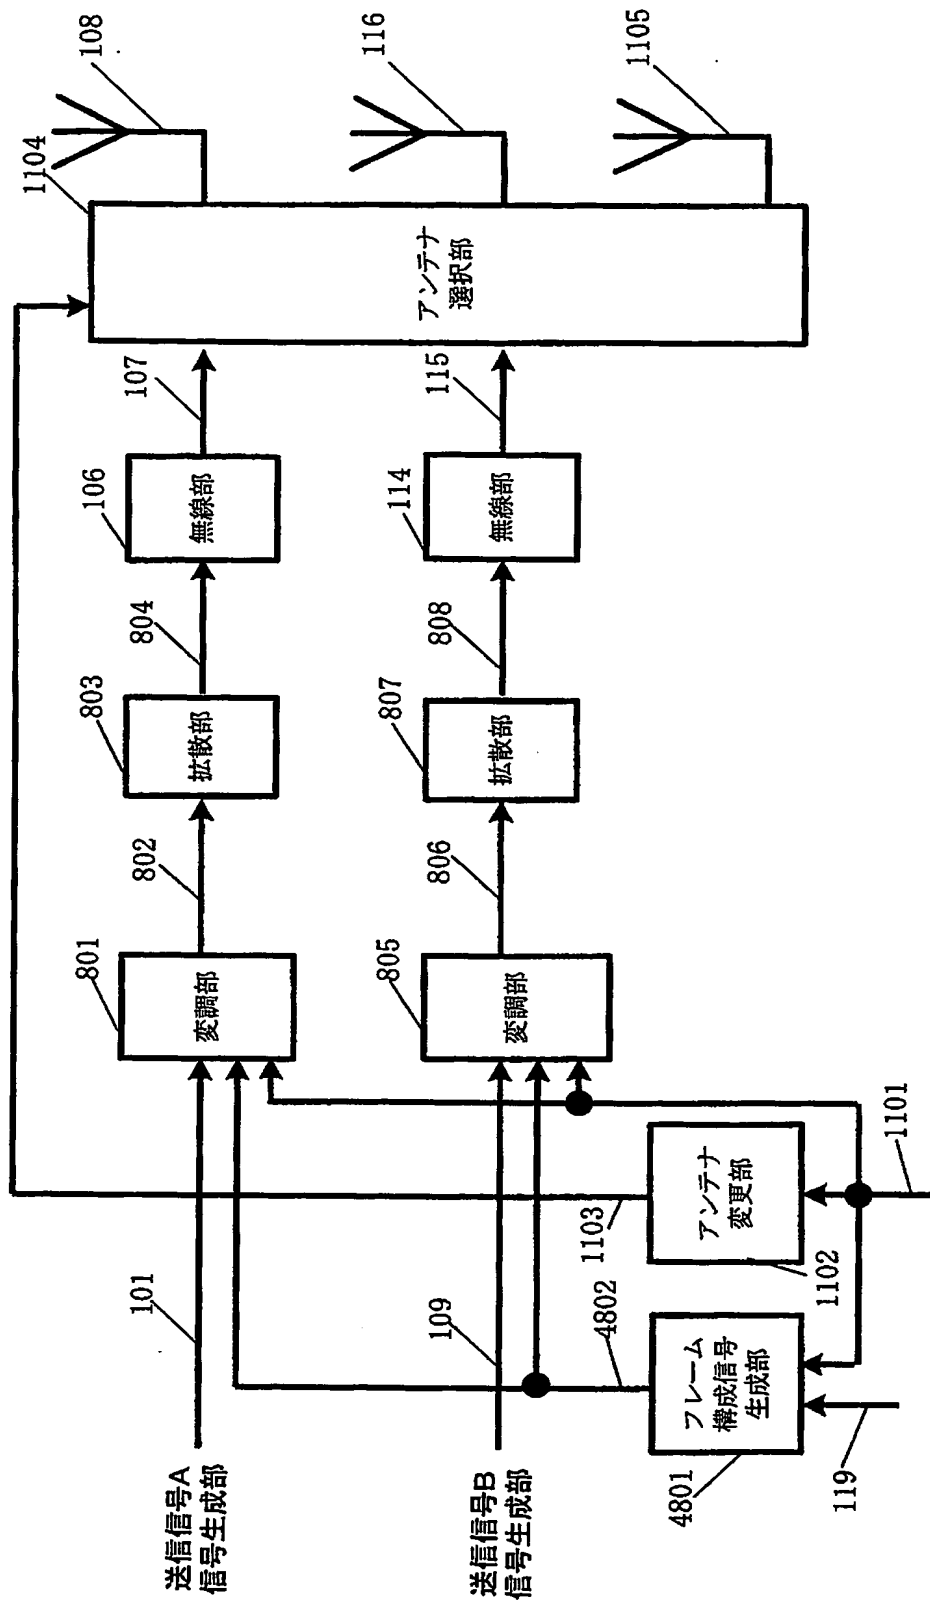 108
116
1105
1104
アンテナ
選択部
107
115
106
無線部
114
無線部
804
808
803
拡散部
807
拡散部
802
806
801
変調部
805
変調部
1101
アンテナ
変更部
1103
1102
101
109
4802
フレーム
構成信号
生成部
4801
119
送信信号A
信号生成部
送信信号B
信号生成部